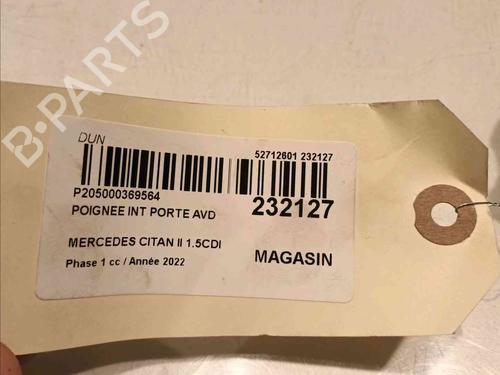 B-PARTS
DUN
52712601 232127
P205000369564
POIGNEE INT PORTE AVD
232127
MERCEDES CITAN II 1.5CDI
Phase 1 cc / Année 2022
MAGASIN